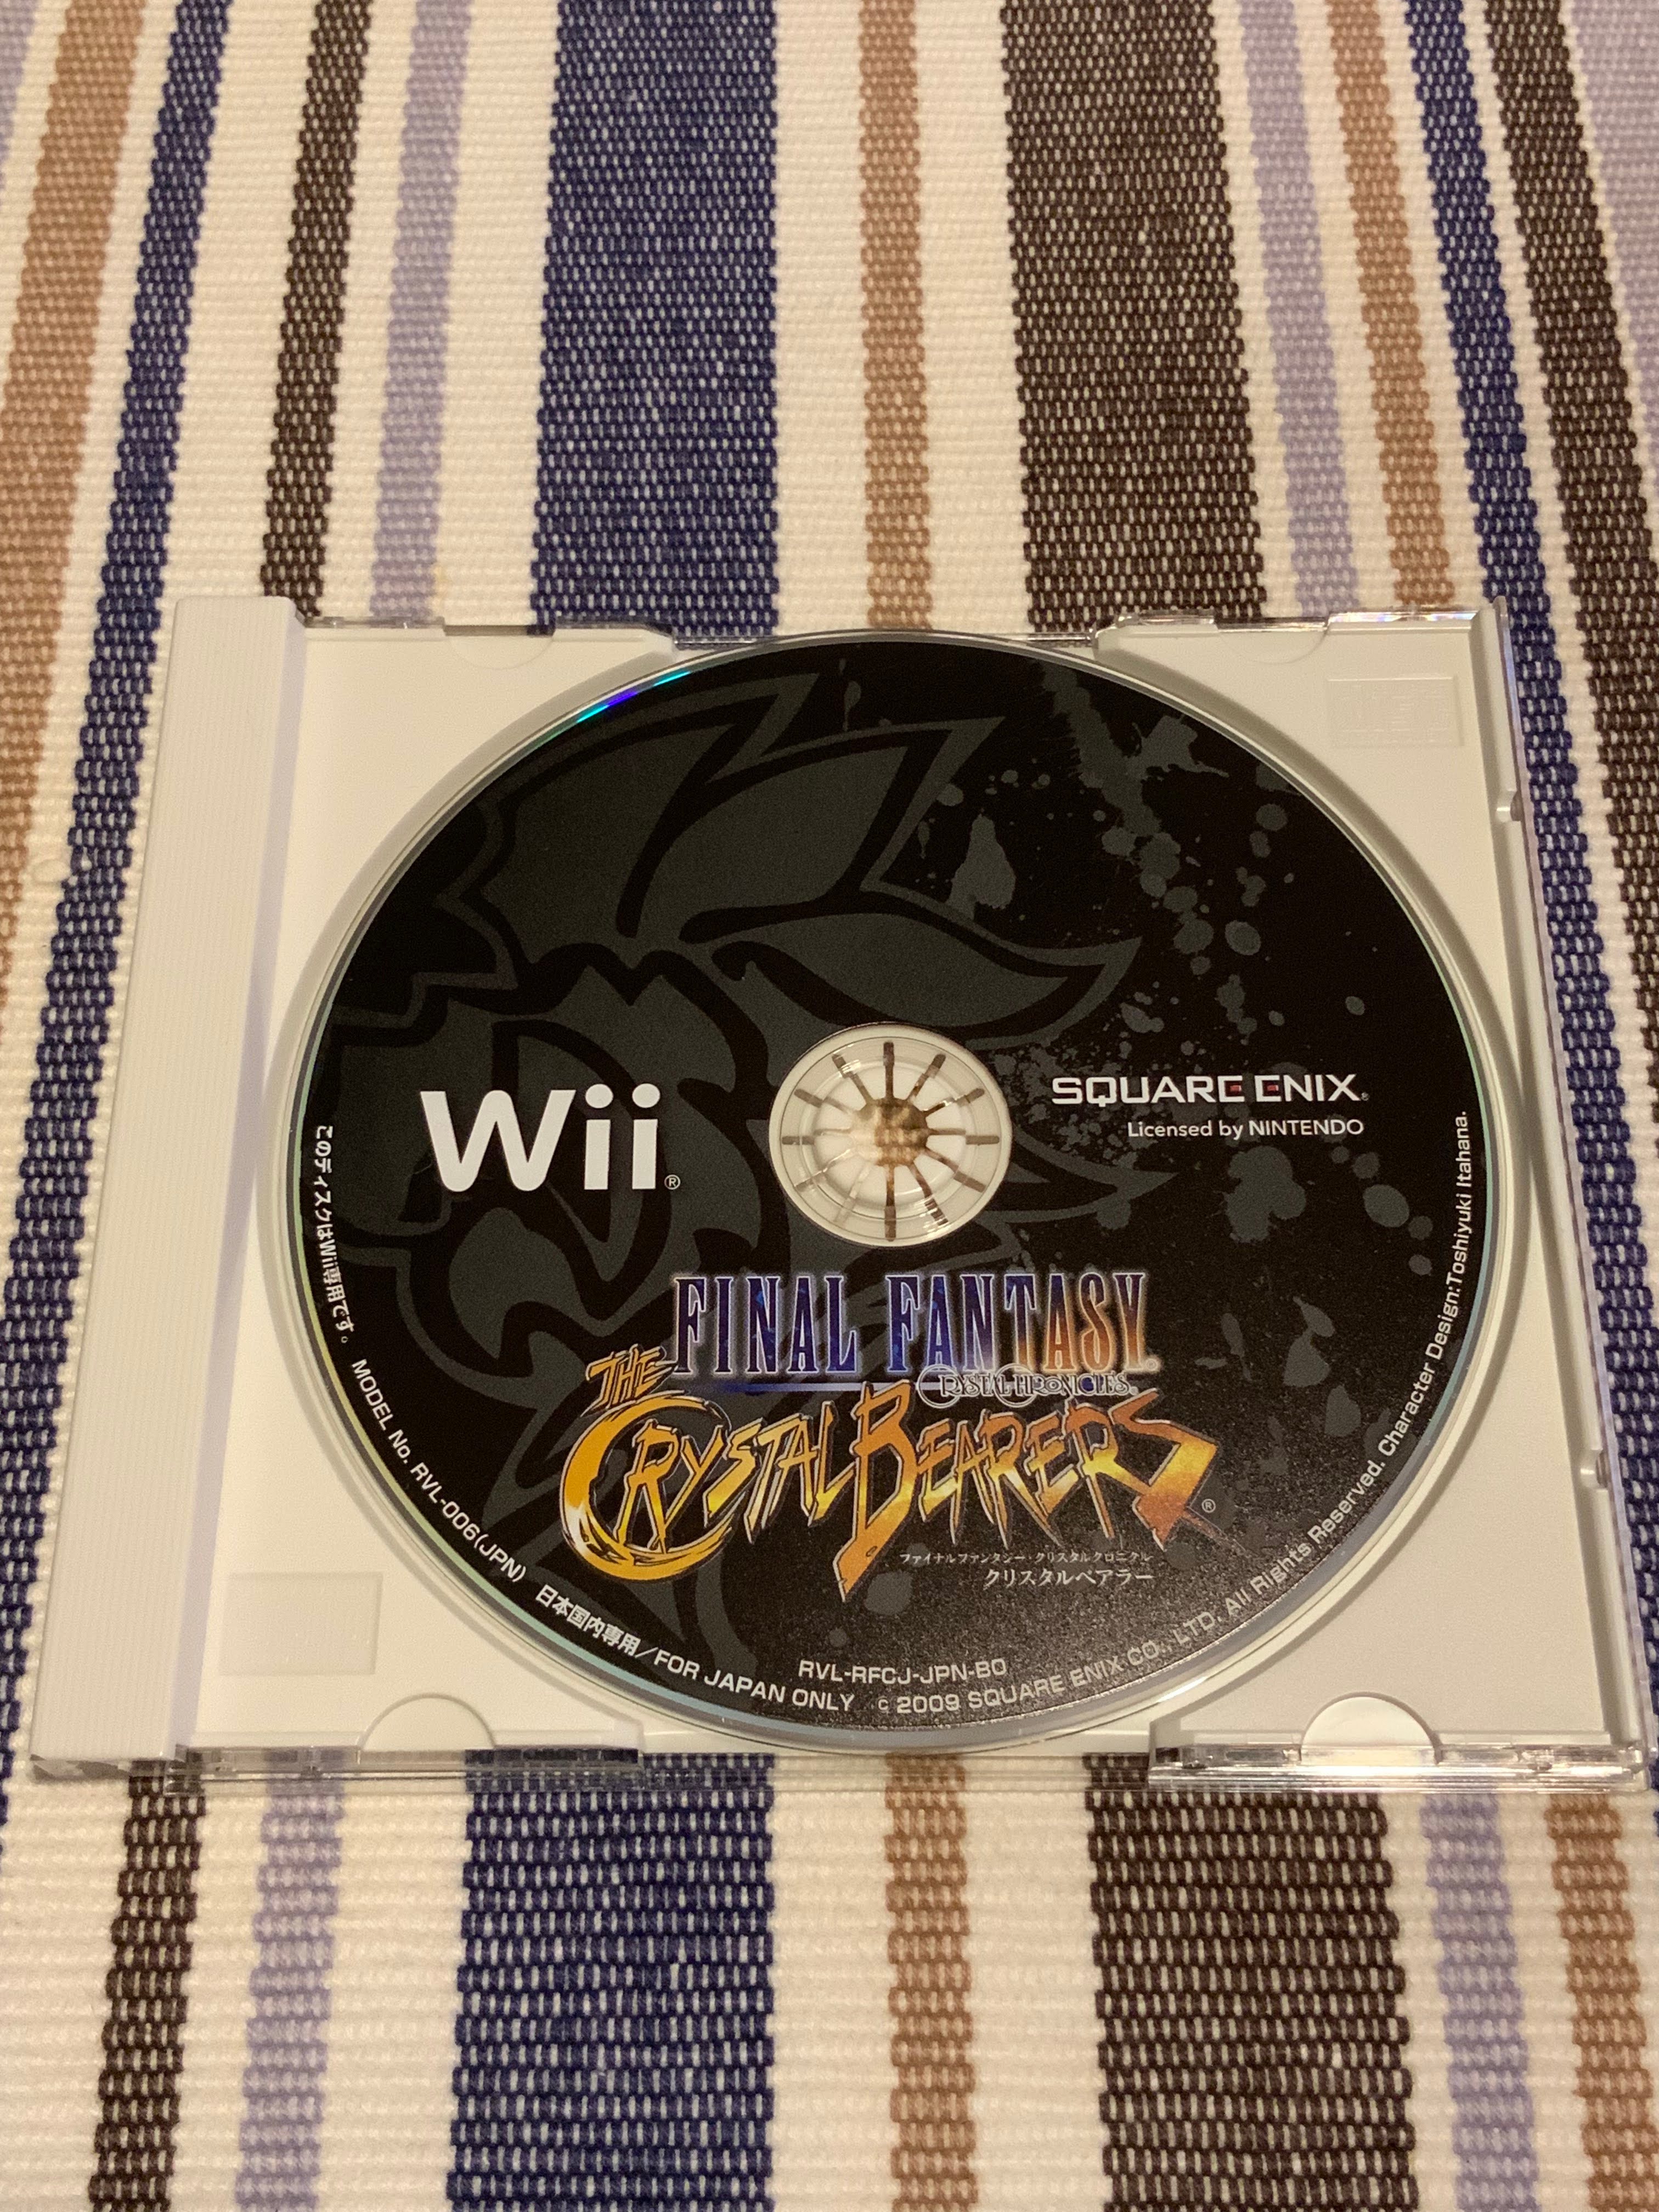 Wii®
SQUARE ENIX®
Licensed by NINTENDO
FINAL FANTASY®
CRYSTAL CHRONICLES®
THE
CRYSTAL BEARERS®
ファイナルファンタジー・クリスタルクロニクル
クリスタルベアラー
RVL-RFCJ-JPN-B0
このディスクはWii専用です。 MODEL No. RVL-006(JPN) 日本国内専用/FOR JAPAN ONLY © 2009 SQUARE ENIX CO., LTD. All Rights Reserved. Character Design:Toshiyuki Itahana.